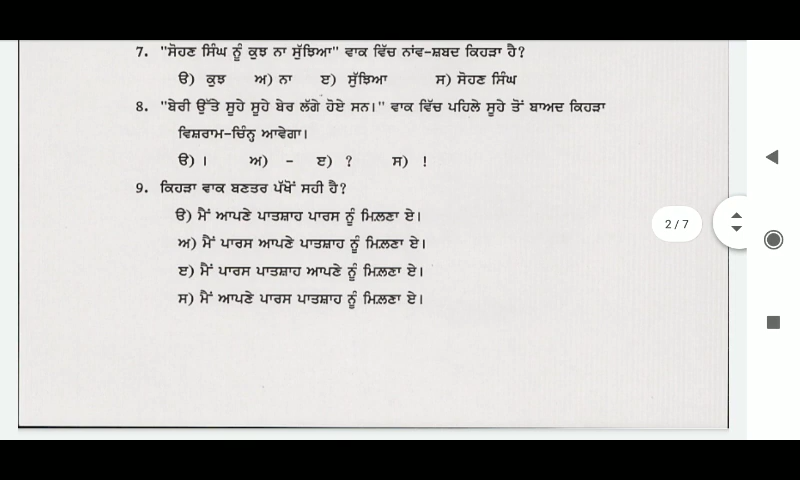 7. "ਸੋਹਣ ਸਿੰਘ ਨੂੰ ਕੁਝ ਨਾ ਸੁੱਝਿਆ" ਵਾਕ ਵਿੱਚ ਨਾਂਵ-ਸ਼ਬਦ ਕਿਹੜਾ ਹੈ?
ੳ) ਕੁਝ ਅ) ਨਾ ੲ) ਸੁੱਝਿਆ ਸ) ਸੋਹਣ ਸਿੰਘ
8. "ਬੇਰੀ ਉੱਤੇ ਸੂਹੇ ਸੂਹੇ ਬੇਰ ਲੱਗੇ ਹੋਏ ਸਨ।" ਵਾਕ ਵਿੱਚ ਪਹਿਲੇ ਸੂਹੇ ਤੋਂ ਬਾਅਦ ਕਿਹੜਾ
ਵਿਸ਼ਰਾਮ-ਚਿੰਨ੍ਹ ਆਵੇਗਾ।
ੳ) । ਅ) - ੲ) ? ਸ) !
9. ਕਿਹੜਾ ਵਾਕ ਬਣਤਰ ਪੱਖੋਂ ਸਹੀ ਹੈ?
ੳ) ਮੈਂ ਆਪਣੇ ਪਾਤਸ਼ਾਹ ਪਾਰਸ ਨੂੰ ਮਿਲਣਾ ਏ।
ਅ) ਮੈਂ ਪਾਰਸ ਆਪਣੇ ਪਾਤਸ਼ਾਹ ਨੂੰ ਮਿਲਣਾ ਏ।
ੲ) ਮੈਂ ਪਾਰਸ ਪਾਤਸ਼ਾਹ ਆਪਣੇ ਨੂੰ ਮਿਲਣਾ ਏ।
ਸ) ਮੈਂ ਆਪਣੇ ਪਾਰਸ ਪਾਤਸ਼ਾਹ ਨੂੰ ਮਿਲਣਾ ਏ।
2 / 7